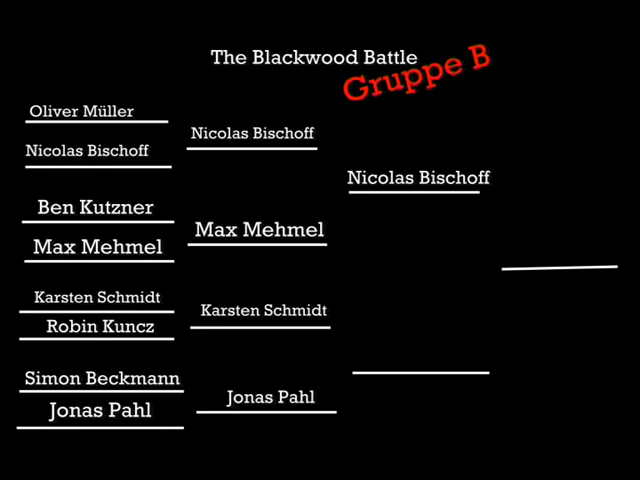 The Blackwood Battle
Gruppe B
Oliver Müller
Nicolas Bischoff
Nicolas Bischoff
Nicolas Bischoff
Ben Kutzner
Max Mehmel
Max Mehmel
Karsten Schmidt
Karsten Schmidt
Robin Kuncz
Simon Beckmann
Jonas Pahl
Jonas Pahl